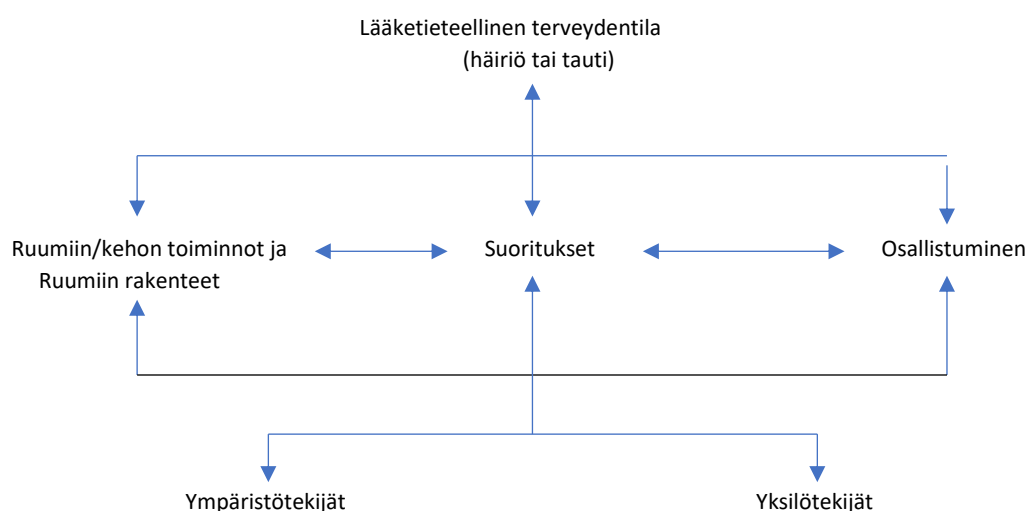 Lääketieteellinen terveydentila
(häiriö tai tauti)
Ruumiin/kehon toiminnot ja
Ruumiin rakenteet
Suoritukset
Osallistuminen
Ympäristötekijät
Yksilötekijät